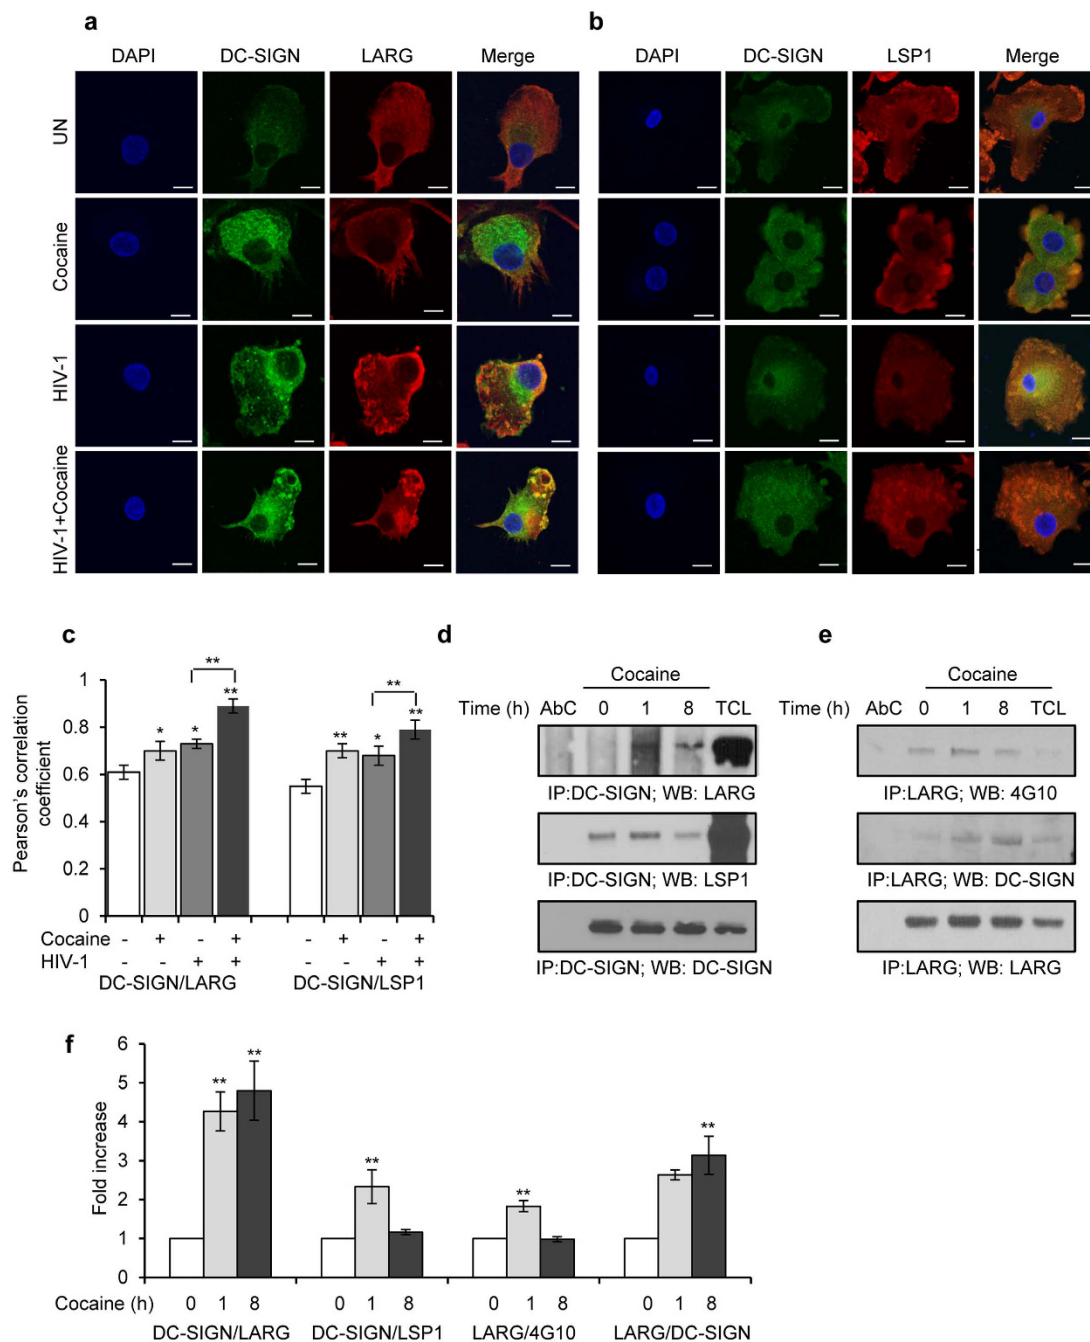 a
DAPI DC-SIGN LARG Merge
UN
Cocaine
HIV-1
HIV-1+Cocaine
b
DAPI DC-SIGN LSP1 Merge
c
Pearson's correlation coefficient
1
0.8
0.6
0.4
0.2
0
* * ** **
** * ** **
Cocaine - + - + - + - +
HIV-1 - - + + - - + +
DC-SIGN/LARG DC-SIGN/LSP1
d
Cocaine
Time (h) AbC 0 1 8 TCL
IP:DC-SIGN; WB: LARG
IP:DC-SIGN; WB: LSP1
IP:DC-SIGN; WB: DC-SIGN
e
Cocaine
Time (h) AbC 0 1 8 TCL
IP:LARG; WB: 4G10
IP:LARG; WB: DC-SIGN
IP:LARG; WB: LARG
f
Fold increase
6
5
4
3
2
1
0
** ** ** ** **
Cocaine (h) 0 1 8 0 1 8 0 1 8 0 1 8
DC-SIGN/LARG DC-SIGN/LSP1 LARG/4G10 LARG/DC-SIGN